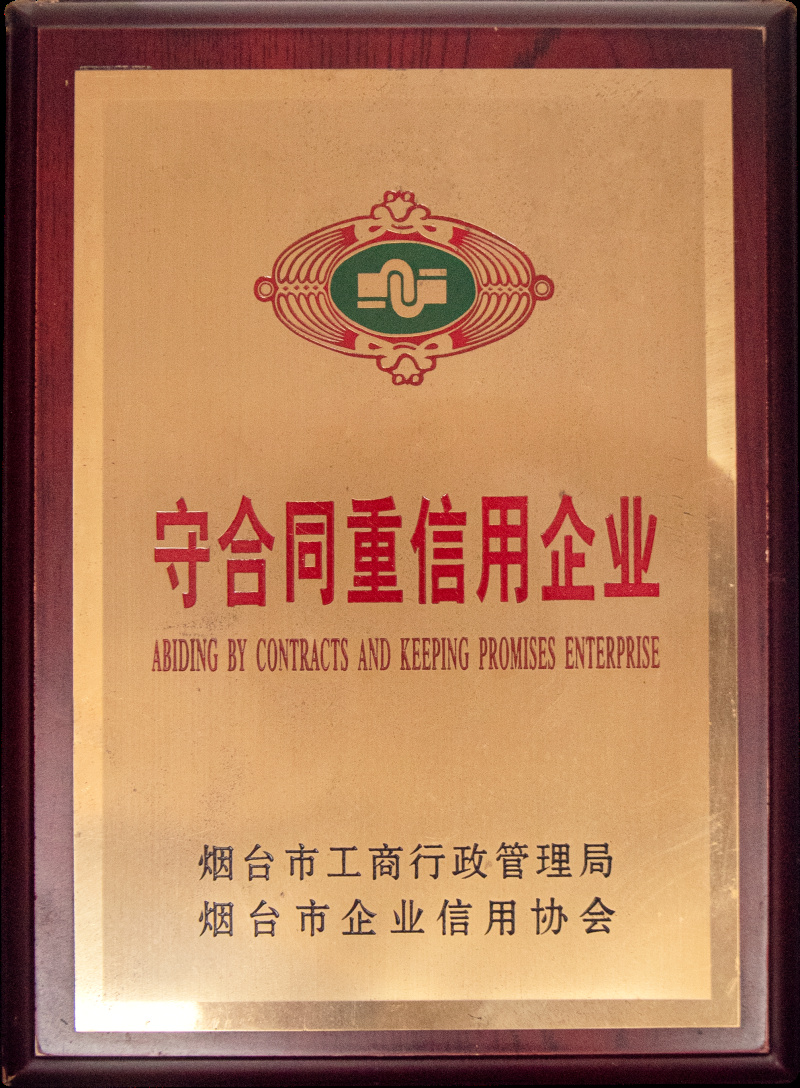 守合同重信用企业
ABIDING BY CONTRACTS AND KEEPING PROMISES ENTERPRISE
烟台市工商行政管理局
烟台市企业信用协会